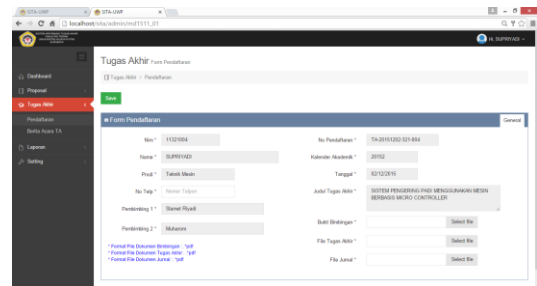 SITA-UWP
SITA-UWP
localhost/sita/admin/md1511_01
Hi, SUPRIYADI
Tugas Akhir Form Pendaftaran
Tugas Akhir > Pendaftaran
Dashboard
Proposal
Tugas Akhir
Pendaftaran
Berita Acara TA
Laporan
Setting
Save
Form Pendaftaran
General
Nim *
11321004
Nama *
SUPRIYADI
Prodi *
Teknik Mesin
No Telp *
Nomor Telpon
Pembimbing 1 *
Slamet Riyadi
Pembimbing 2 *
Muharom
* Format File Dokumen Bimbingan : *pdf
* Format File Dokumen Tugas Akhir : *pdf
* Format File Dokumen Jurnal : *pdf
No Pendaftaran *
Kalender Akademik *
20152
Tanggal *
02/12/2015
Judul Tugas Akhir *
SISTEM PENGERING PADI MENGGUNAKAN MESIN
BERBASIS MICRO CONTROLLER
Bukti Bimbingan *
Select file
File Tugas Akhir *
Select file
File Jurnal *
Select file